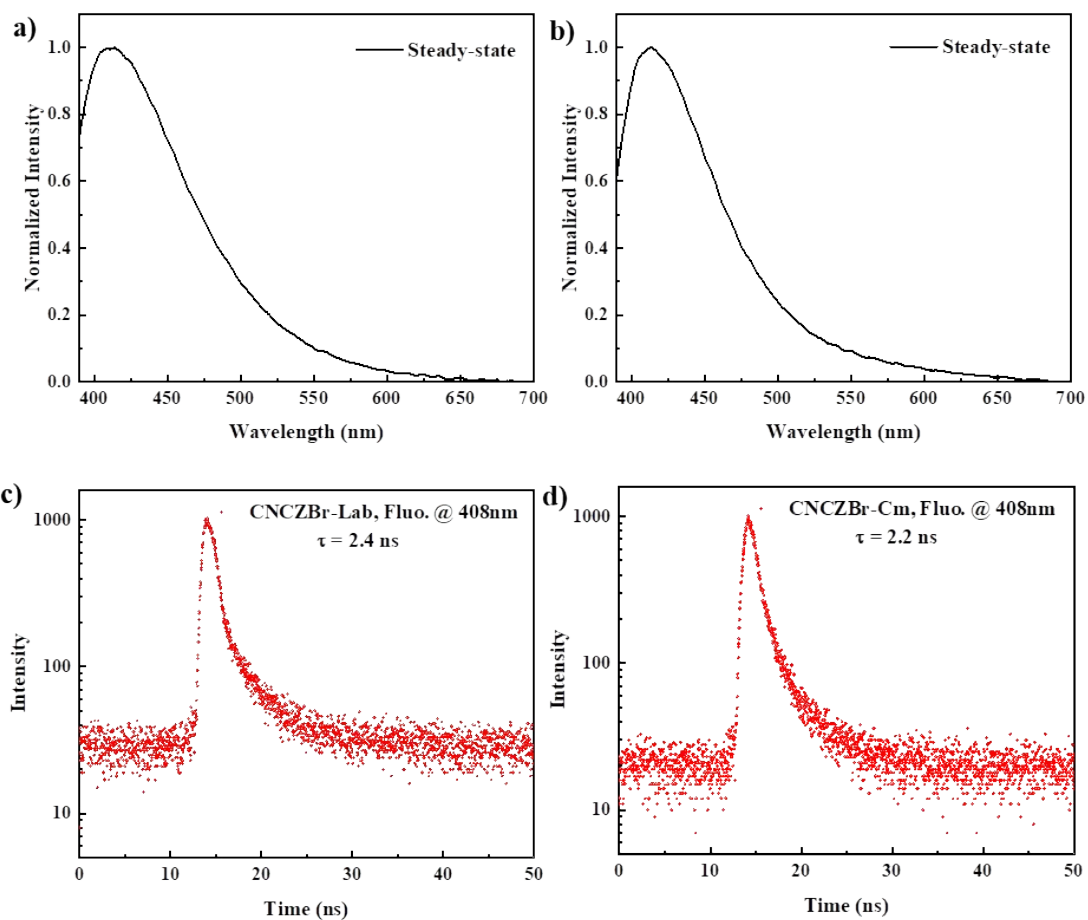 a)
Steady-state
1.0
0.8
0.6
0.4
0.2
0.0
Normalized Intensity
400 450 500 550 600 650 700
Wavelength (nm)
b)
Steady-state
1.0
0.8
0.6
0.4
0.2
0.0
Normalized Intensity
400 450 500 550 600 650 700
Wavelength (nm)
c)
CNCZBr-Lab, Fluo. @ 408nm
τ = 2.4 ns
1000
100
10
Intensity
0 10 20 30 40 50
Time (ns)
d)
CNCZBr-Cm, Fluo. @ 408nm
τ = 2.2 ns
1000
100
10
Intensity
0 10 20 30 40 50
Time (ns)